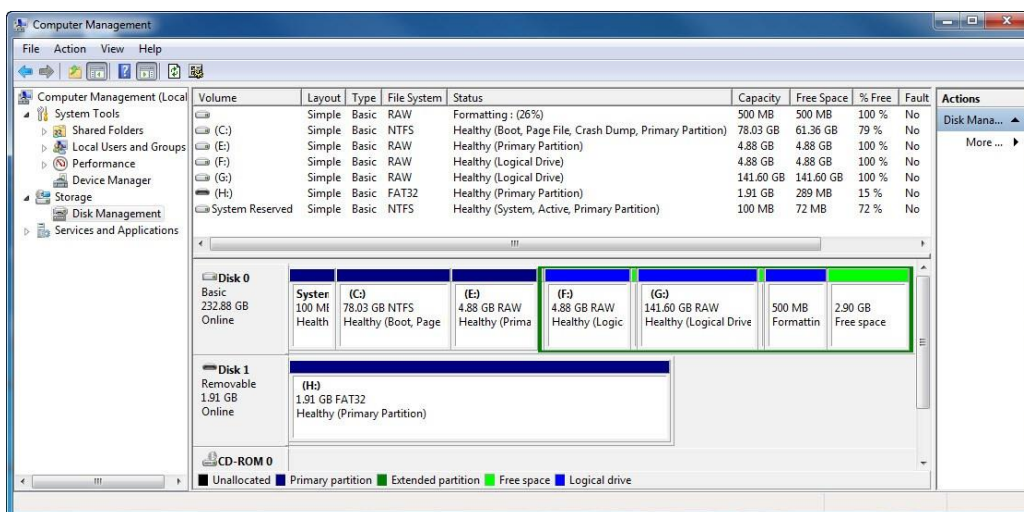 Computer Management
File Action View Help
Computer Management (Local
System Tools
Shared Folders
Local Users and Groups
Performance
Device Manager
Storage
Disk Management
Services and Applications
Volume Layout Type File System Status Capacity Free Space % Free Fault
Simple Basic RAW Formatting : (26%) 500 MB 500 MB 100 % No
(C:) Simple Basic NTFS Healthy (Boot, Page File, Crash Dump, Primary Partition) 78.03 GB 61.36 GB 79 % No
(E:) Simple Basic RAW Healthy (Primary Partition) 4.88 GB 4.88 GB 100 % No
(F:) Simple Basic RAW Healthy (Logical Drive) 4.88 GB 4.88 GB 100 % No
(G:) Simple Basic RAW Healthy (Logical Drive) 141.60 GB 141.60 GB 100 % No
(H:) Simple Basic FAT32 Healthy (Primary Partition) 1.91 GB 289 MB 15 % No
System Reserved Simple Basic NTFS Healthy (System, Active, Primary Partition) 100 MB 72 MB 72 % No
Disk 0
Basic
232.88 GB
Online
System
100 ME
Health
(C:)
78.03 GB NTFS
Healthy (Boot, Page
(E:)
4.88 GB RAW
Healthy (Prima
(F:)
4.88 GB RAW
Healthy (Logic
(G:)
141.60 GB RAW
Healthy (Logical Drive
500 MB
Formattin
2.90 GB
Free space
Disk 1
Removable
1.91 GB
Online
(H:)
1.91 GB FAT32
Healthy (Primary Partition)
CD-ROM 0
Unallocated Primary partition Extended partition Free space Logical drive
Actions
Disk Mana...
More ...